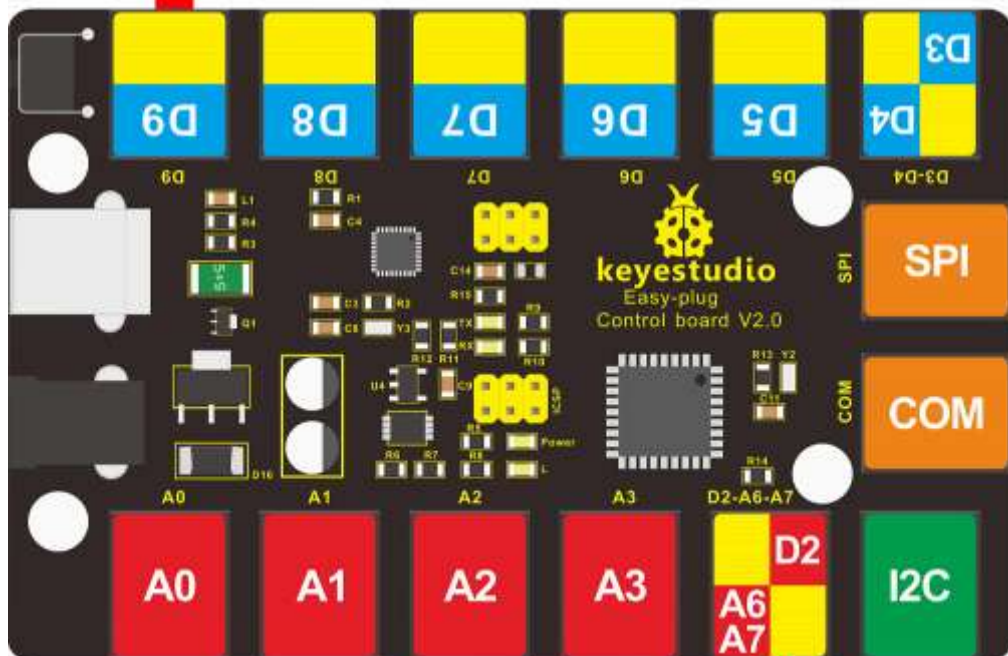 D3
D9
D8
D7
D6
D5
D4
D9
D8
D7
D6
D5
D3-D4
L1
R4
R3
Q1
R1
C4
C3
R2
C8
Y3
R12
R11
U4
C9
C14
R15
TX
RX
R9
R10
ICSP
keyestudio
Easy-plug
Control board V2.0
SPI
SPI
COM
COM
R13
Y2
C11
R14
D16
R6
R7
R8
Power
L
A0
A1
A2
A3
D2-A6-A7
A0
A1
A2
A3
D2
A6
A7
I2C